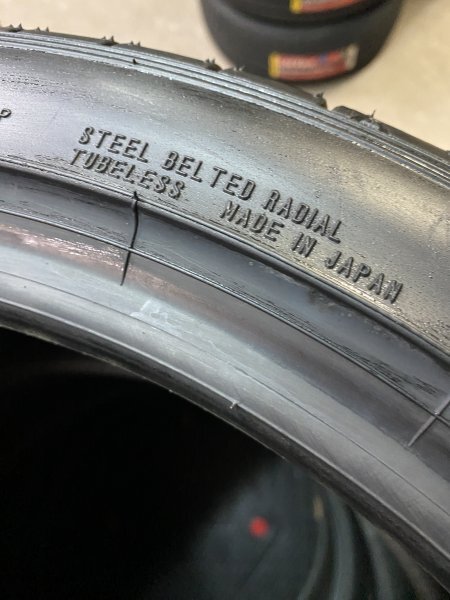 P
STEEL BELTED RADIAL
TUBELESS MADE IN JAPAN